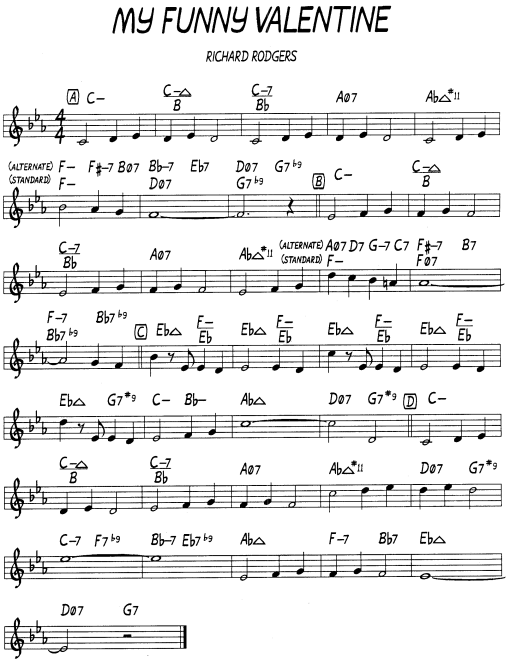 MY FUNNY VALENTINE
RICHARD RODGERS
A C- C-△/B C-7/Bb Aø7 Ab△#11
4/4
(ALTERNATE) F- F#-7 Bø7 Bb-7 Eb7 Dø7 G7b9
(STANDARD) F- Dø7 G7b9 B C- C-△/B
C-7/Bb Aø7 Ab△#11 (ALTERNATE) Aø7 D7 G-7 C7 F#-7 B7
(STANDARD) F- Fø7
F-7 Bb7b9
Bb7b9 C Eb△ F-/Eb Eb△ F-/Eb Eb△ F-/Eb Eb△ F-/Eb
Eb△ G7#9 C- Bb- Ab△ Dø7 G7#9 D C-
C-△/B C-7/Bb Aø7 Ab△#11 Dø7 G7#9
C-7 F7b9 Bb-7 Eb7b9 Ab△ F-7 Bb7 Eb△
Dø7 G7